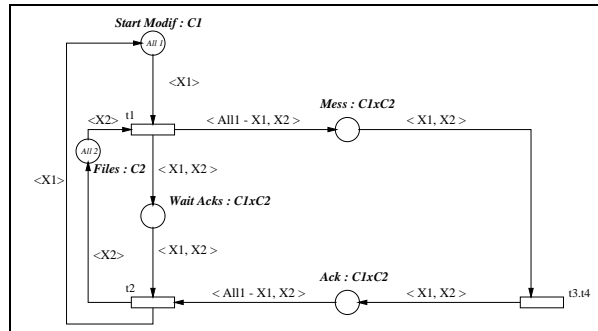 Start Modif : C1
All 1
<X1>
Mess : C1xC2
<X2>
t1
< All1 - X1, X2 >
< X1, X2 >
All 2
Files : C2
< X1, X2 >
<X1>
Wait Acks : C1xC2
<X2>
< X1, X2 >
Ack : C1xC2
t2
< All1 - X1, X2 >
< X1, X2 >
t3.t4